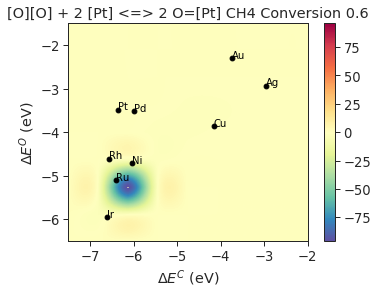 [O][O] + 2 [Pt] <=> 2 O=[Pt] CH4 Conversion 0.6
−2
−3
−4
−5
−6
ΔE^O (eV)
Au
Ag
Pt
Pd
Cu
Rh
Ni
Ru
Ir
−7
−6
−5
−4
−3
−2
ΔE^C (eV)
75
50
25
0
−25
−50
−75